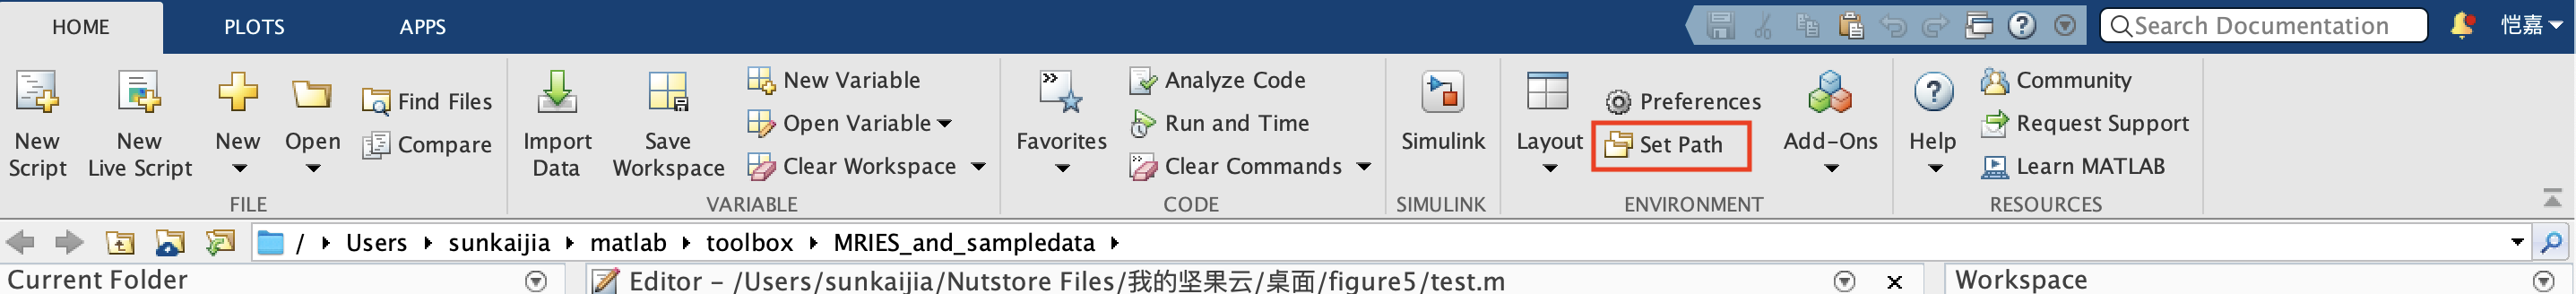 HOME PLOTS APPS Search Documentation 恺嘉
New Script
New Live Script
New
Open
Find Files
Compare
FILE
Import Data
Save Workspace
New Variable
Open Variable
Clear Workspace
VARIABLE
Favorites
Analyze Code
Run and Time
Clear Commands
CODE
Simulink
SIMULINK
Layout
Preferences
Set Path
Add-Ons
ENVIRONMENT
Help
Community
Request Support
Learn MATLAB
RESOURCES
/ Users sunkaijia matlab toolbox MRIES_and_sampledata
Current Folder
Editor - /Users/sunkaijia/Nutstore Files/我的坚果云/桌面/figure5/test.m
Workspace